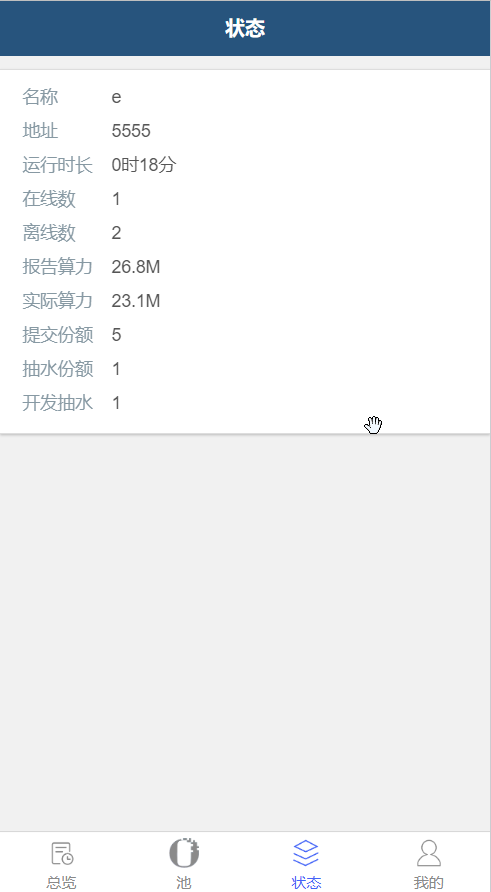 状态
名称 e
地址 5555
运行时长 0时18分
在线数 1
离线数 2
报告算力 26.8M
实际算力 23.1M
提交份额 5
抽水份额 1
开发抽水 1
总览 池 状态 我的